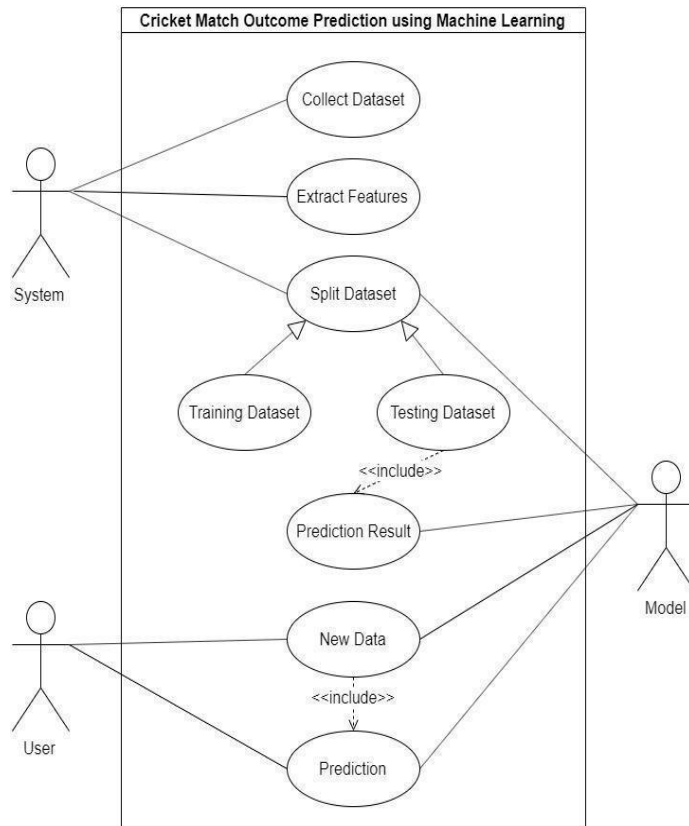 Cricket Match Outcome Prediction using Machine Learning
Collect Dataset
Extract Features
System
Split Dataset
Training Dataset
Testing Dataset
<<include>>
Prediction Result
Model
New Data
<<include>>
User
Prediction